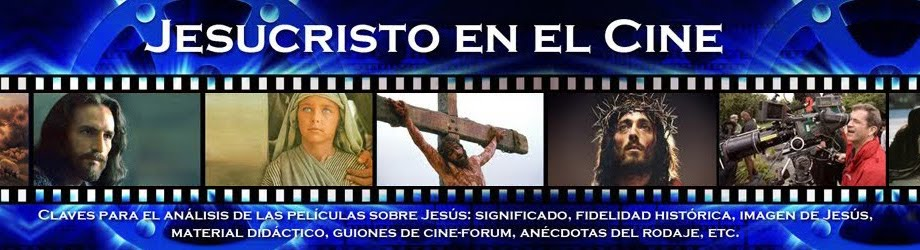 Jesucristo en el Cine
Claves para el análisis de las películas sobre Jesús: significado, fidelidad histórica, imagen de Jesús,
material didáctico, guiones de cine-forum, anécdotas del rodaje, etc.